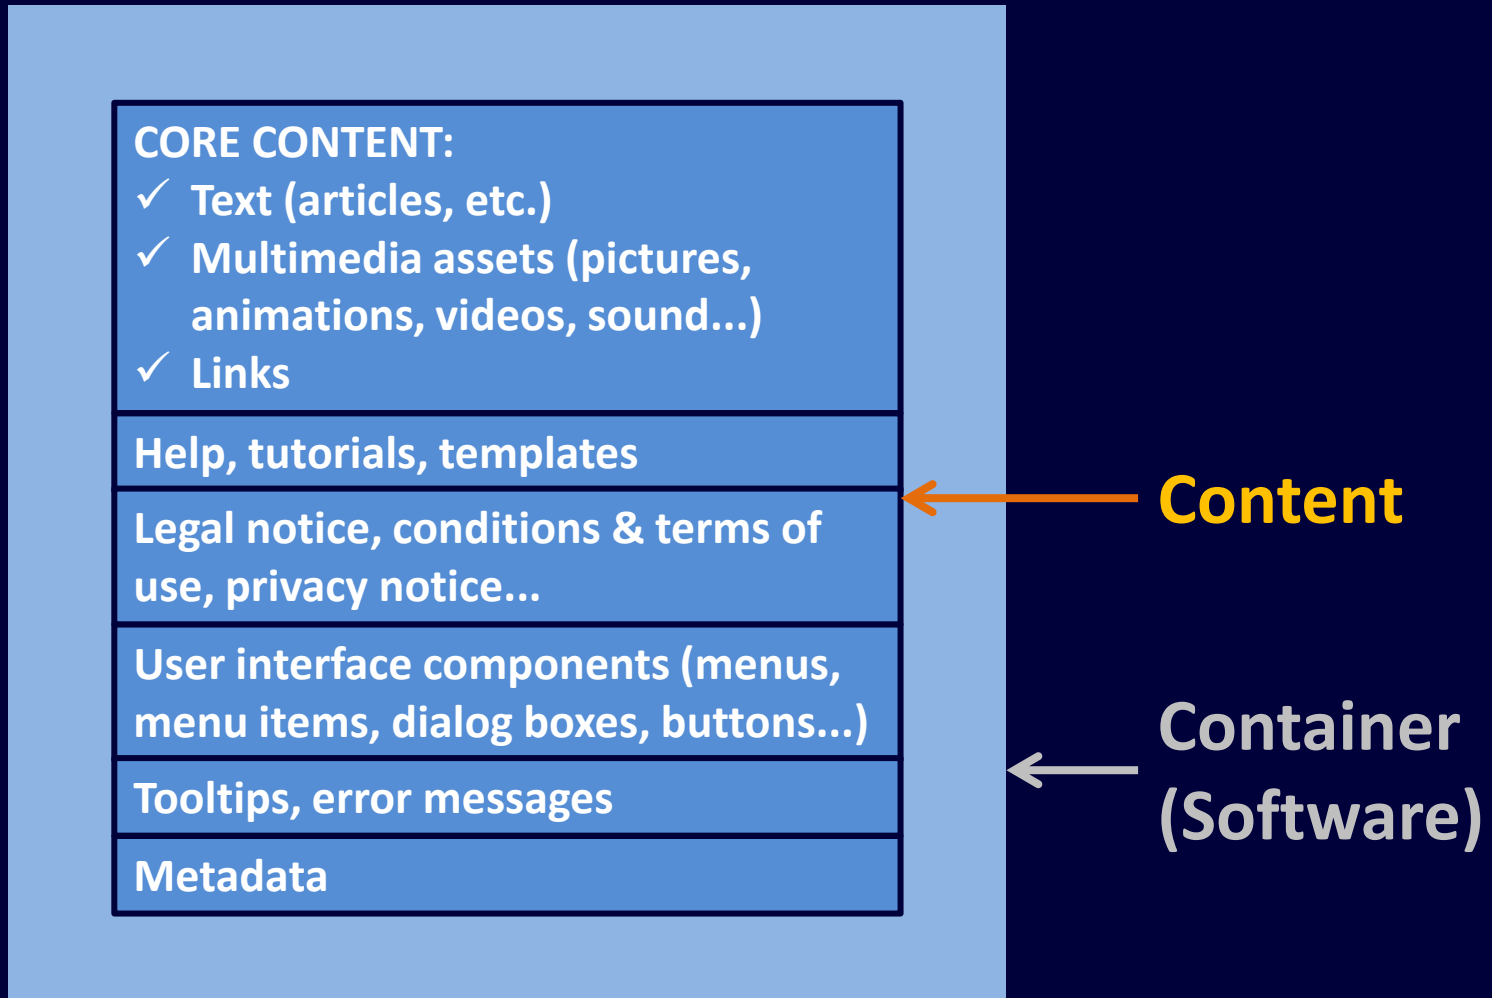 CORE CONTENT:
✓ Text (articles, etc.)
✓ Multimedia assets (pictures,
animations, videos, sound...)
✓ Links
Help, tutorials, templates
Legal notice, conditions & terms of
use, privacy notice...
User interface components (menus,
menu items, dialog boxes, buttons...)
Tooltips, error messages
Metadata
Content
Container
(Software)